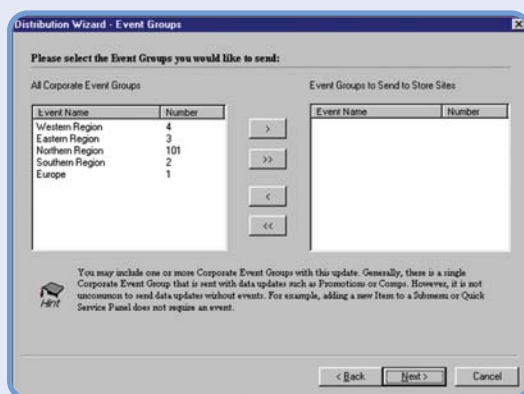 Distribution Wizard - Event Groups
Please select the Event Groups you would like to send:
All Corporate Event Groups
Event Groups to Send to Store Sites
Event Name Number
Western Region 4
Eastern Region 3
Northern Region 101
Southern Region 2
Europe 1
>
>>
<
<<
Event Name Number
Hint
You may include one or more Corporate Event Groups with this update. Generally, there is a single
Corporate Event Group that is sent with data updates such as Promotions or Comps. However, it is not
uncommon to send data updates without events. For example, adding a new Item to a Submenu or Quick
Service Panel does not require an event.
< Back
Next >
Cancel